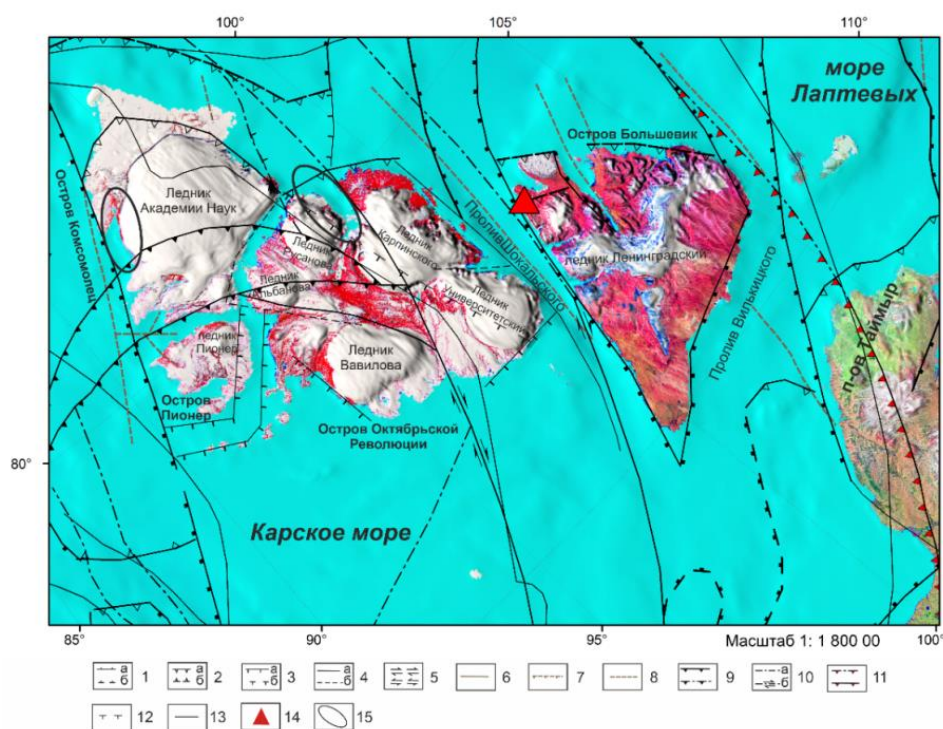 100°
105°
110°
море
Лаптевых
Остров Большевик
Остров Комсомолец
Ледник
Академии Наук
Пролив Шокальского
Ледник
Русанова
Ледник
Карпинского
ледник Ленинградский
Ледник
Альбанова
Ледник
Университетский
Пролив Вилькицкого
п-ов Таймыр
ледник
Пионер
Ледник
Вавилова
Остров
Пионер
Остров Октябрьской
Революции
80°
Карское море
85°
90°
95°
Масштаб 1: 1 800 00
100°
а
б
1
а
б
2
а
б
3
а
б
4
5
6
7
8
9
а
б
10
11
12
13
14
15